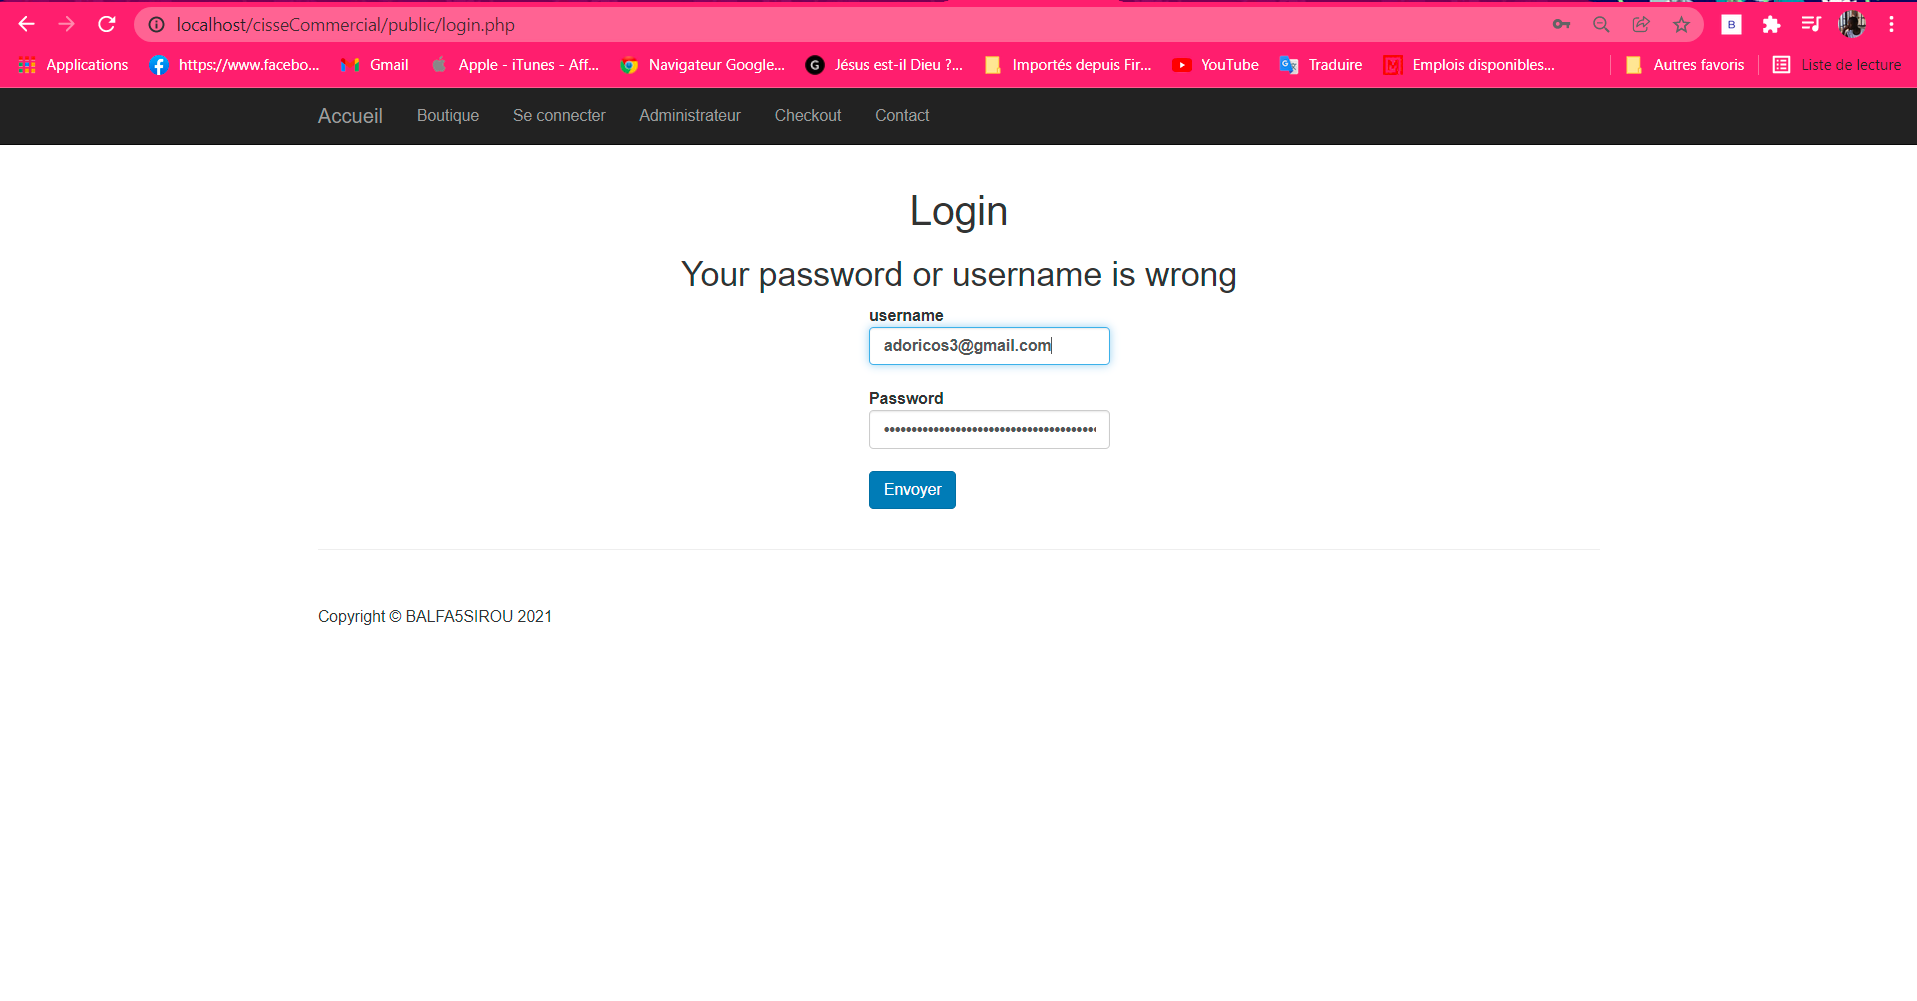 localhost/cisseCommercial/public/login.php
B
Applications https://www.facebo... Gmail Apple - iTunes - Aff... Navigateur Google... G Jésus est-il Dieu ?... Importés depuis Fir... YouTube Traduire Emplois disponibles... Autres favoris Liste de lecture
Accueil Boutique Se connecter Administrateur Checkout Contact
Login
Your password or username is wrong
username
adoricos3@gmail.com
Password
Envoyer
Copyright © BALFA5SIROU 2021